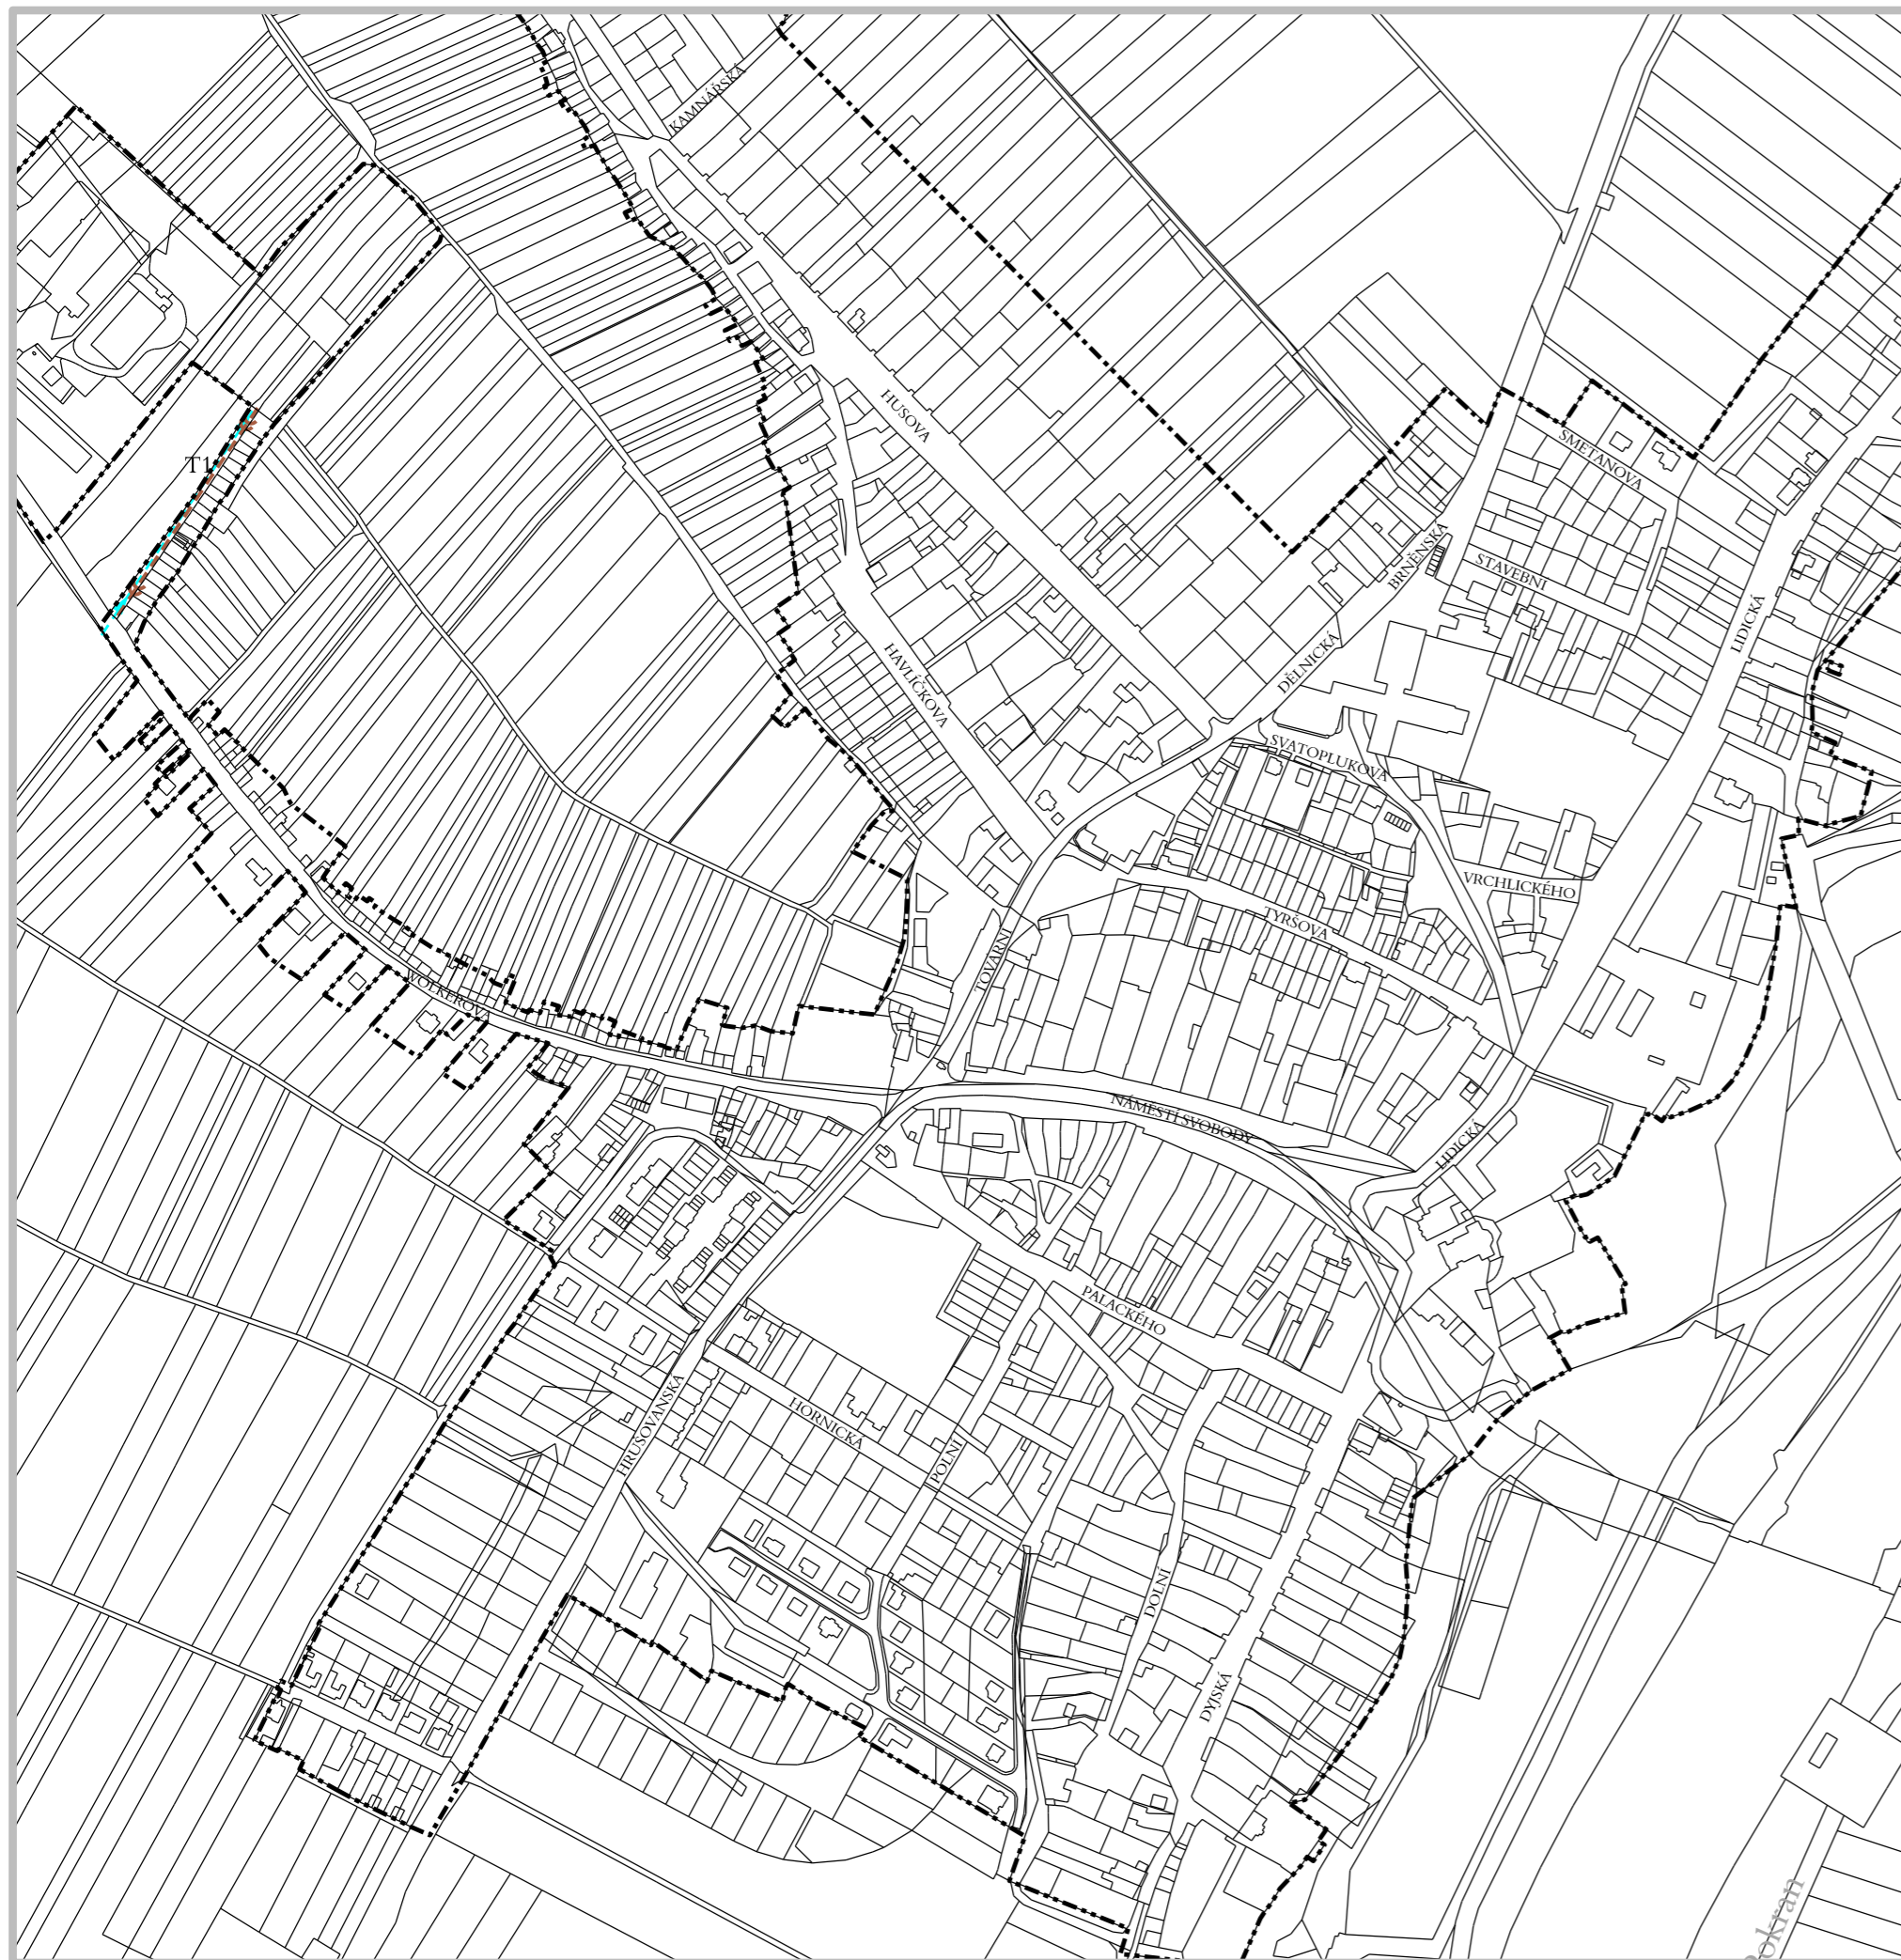 KAMNÁŘSKÁ
HUSOVA
T1
SMETANOVA
BRNĚNSKÁ
STAVEBNÍ
LIDICKÁ
DĚLNICKÁ
HAVLÍČKOVA
SVATOPLUKOVA
VRCHLICKÉHO
TYRŠOVA
TOVÁRNÍ
WOLKEROVA
NÁMĚSTÍ SVOBODY
LIDICKÁ
PALACKÉHO
HRUŠOVANSKÁ
HORNICKÁ
POLNÍ
DOLNÍ
DYJSKÁ